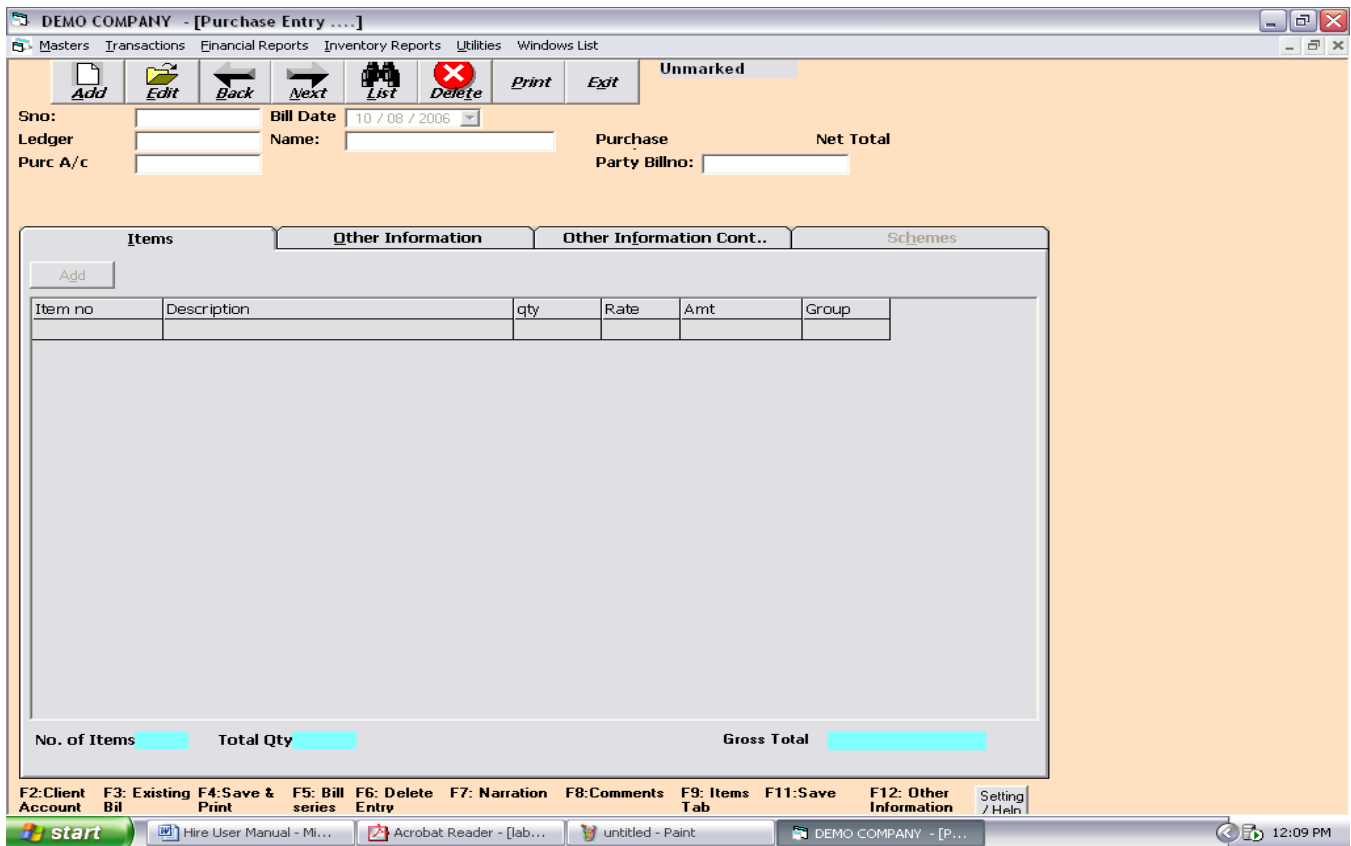 DEMO COMPANY - [Purchase Entry ....]
Masters Transactions Financial Reports Inventory Reports Utilities Windows List
Add Edit Back Next List Delete Print Exit Unmarked
Sno: Bill Date 10 / 08 / 2006
Ledger Name: Purchase Net Total
Purc A/c Party Billno:
Items Other Information Other Information Cont.. Schemes
Add
Item no Description qty Rate Amt Group
No. of Items Total Qty Gross Total
F2:Client F3: Existing F4:Save & F5: Bill F6: Delete F7: Narration F8:Comments F9: Items F11:Save F12: Other Setting
Account Bil Print series Entry Tab Information / Help
start Hire User Manual - Mi... Acrobat Reader - [lab... untitled - Paint DEMO COMPANY - [P... 12:09 PM